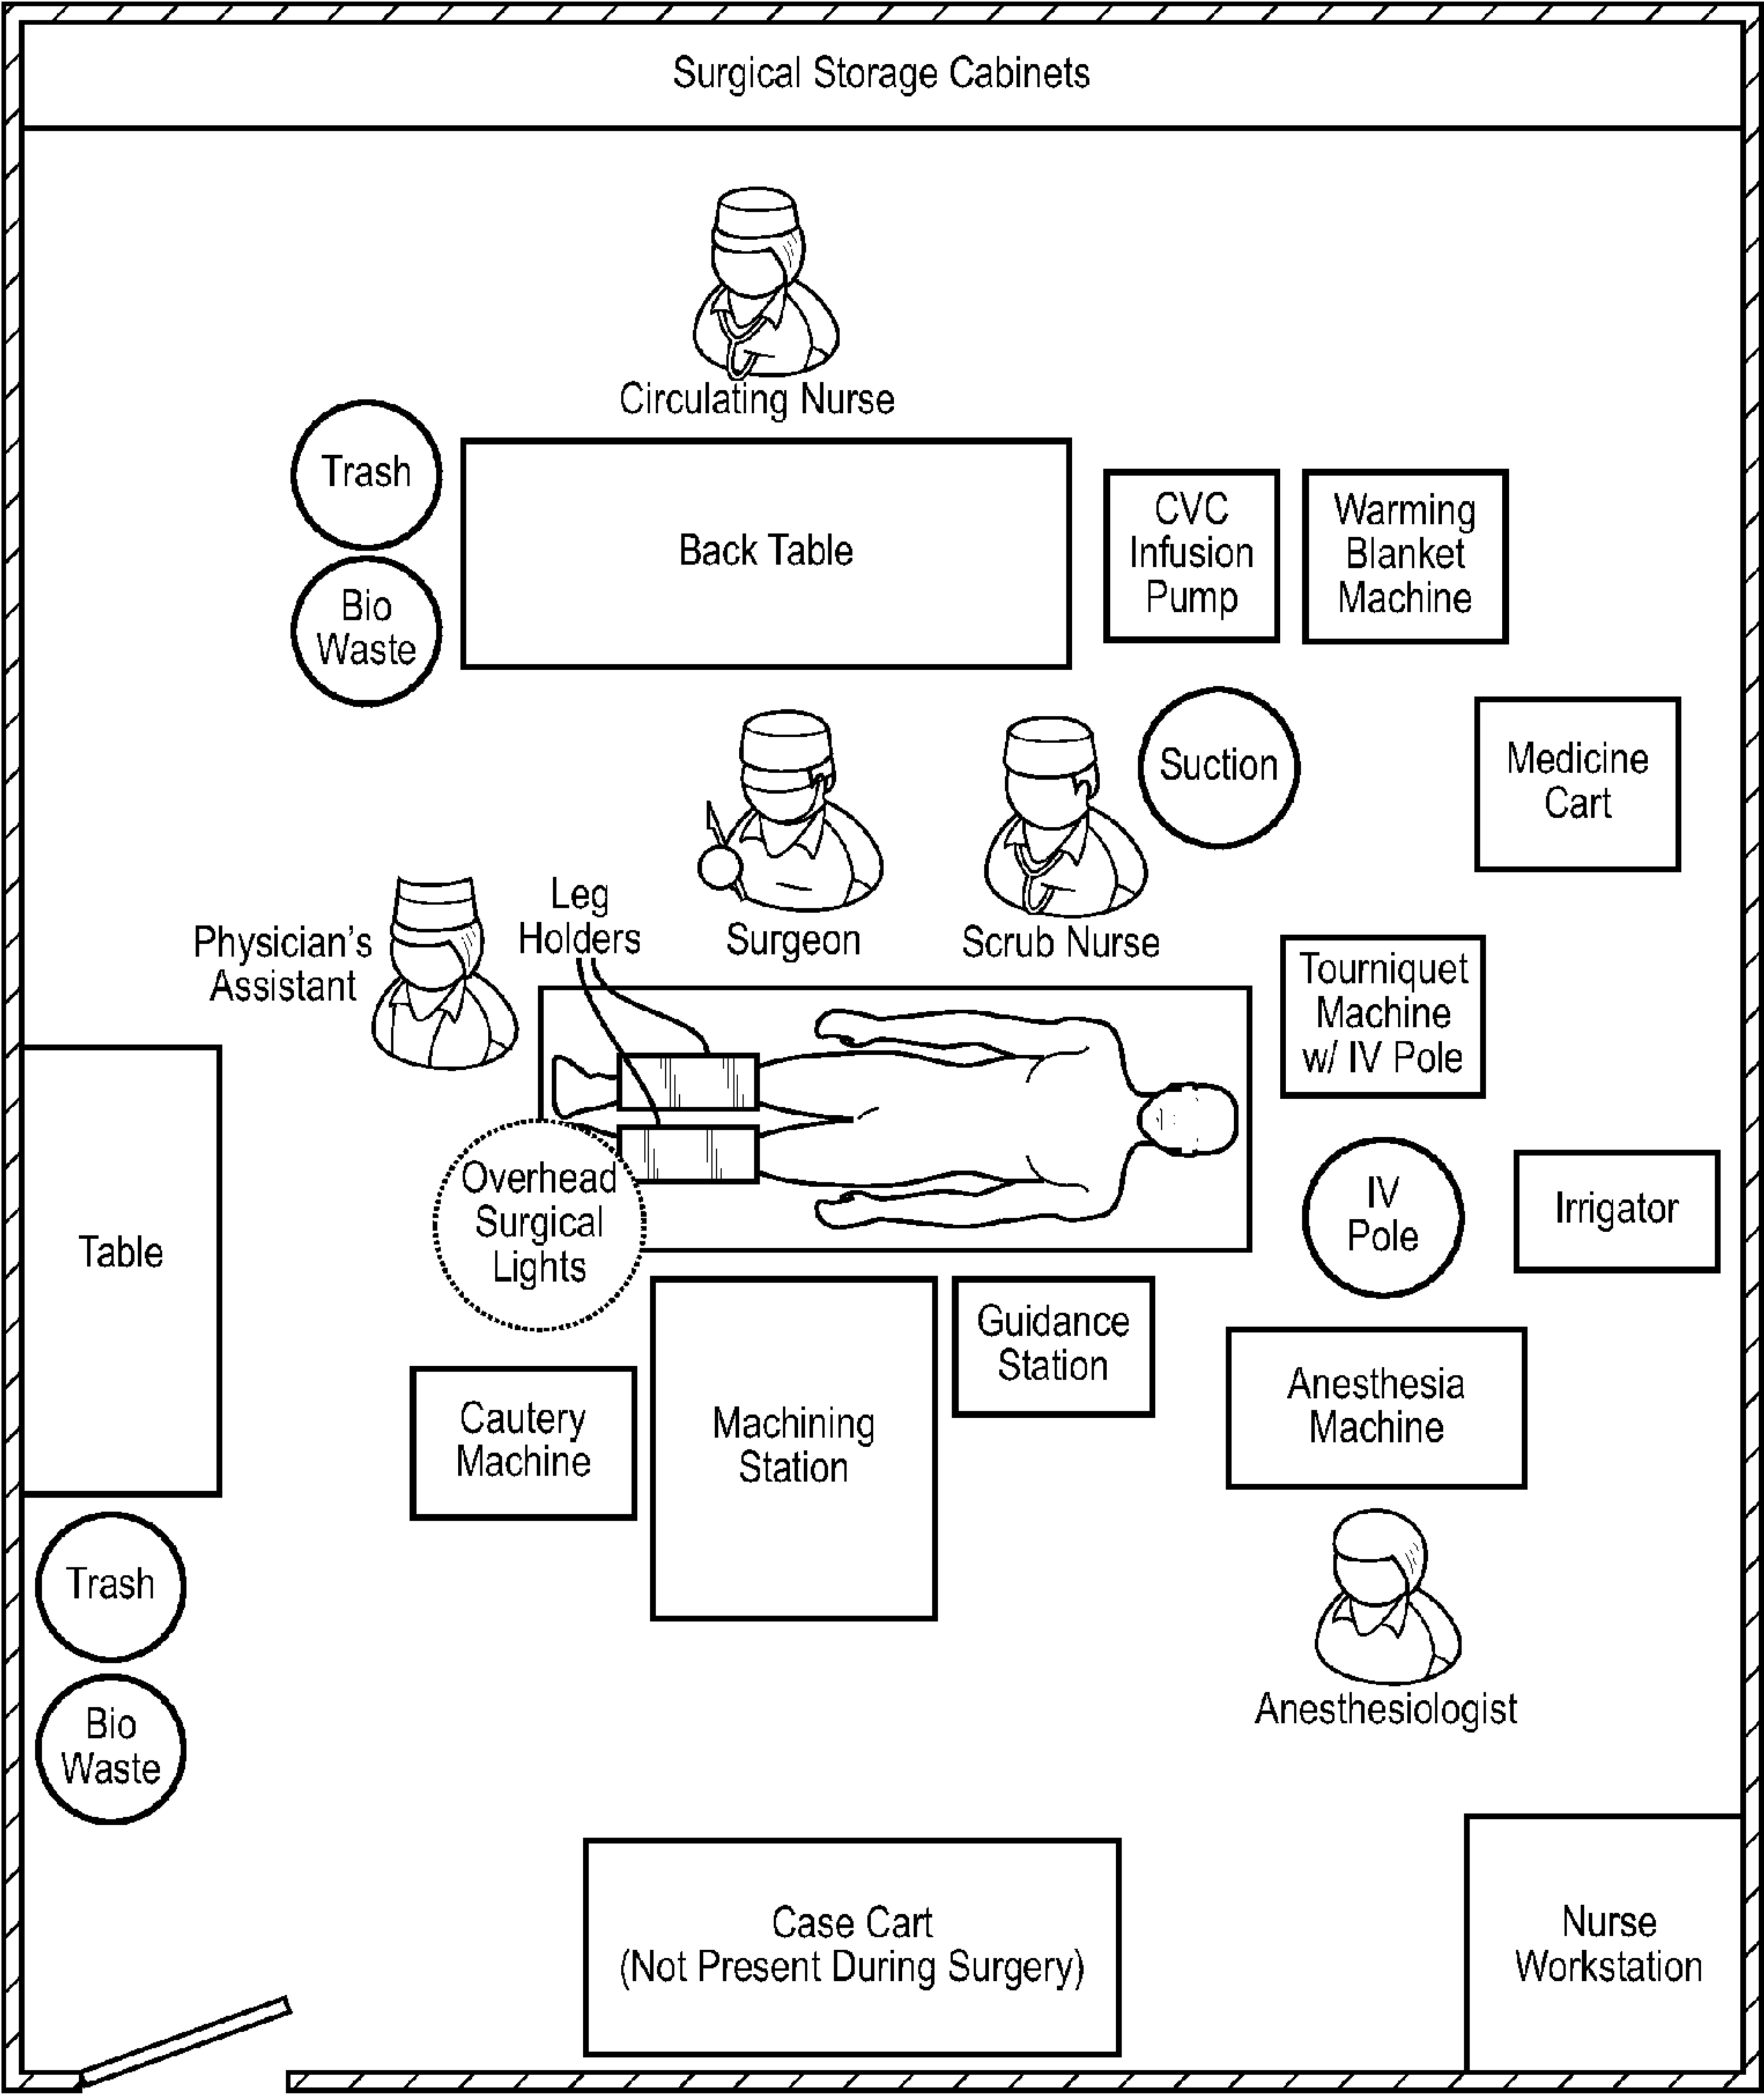 Surgical Storage Cabinets
Circulating Nurse
Trash
Bio
Waste
Back Table
CVC
Infusion
Pump
Warming
Blanket
Machine
Suction
Medicine
Cart
Physician's
Assistant
Leg
Holders
Surgeon
Scrub Nurse
Tourniquet
Machine
w/ IV Pole
Table
Overhead
Surgical
Lights
IV
Pole
Irrigator
Guidance
Station
Cautery
Machine
Machining
Station
Anesthesia
Machine
Trash
Bio
Waste
Anesthesiologist
Case Cart
(Not Present During Surgery)
Nurse
Workstation